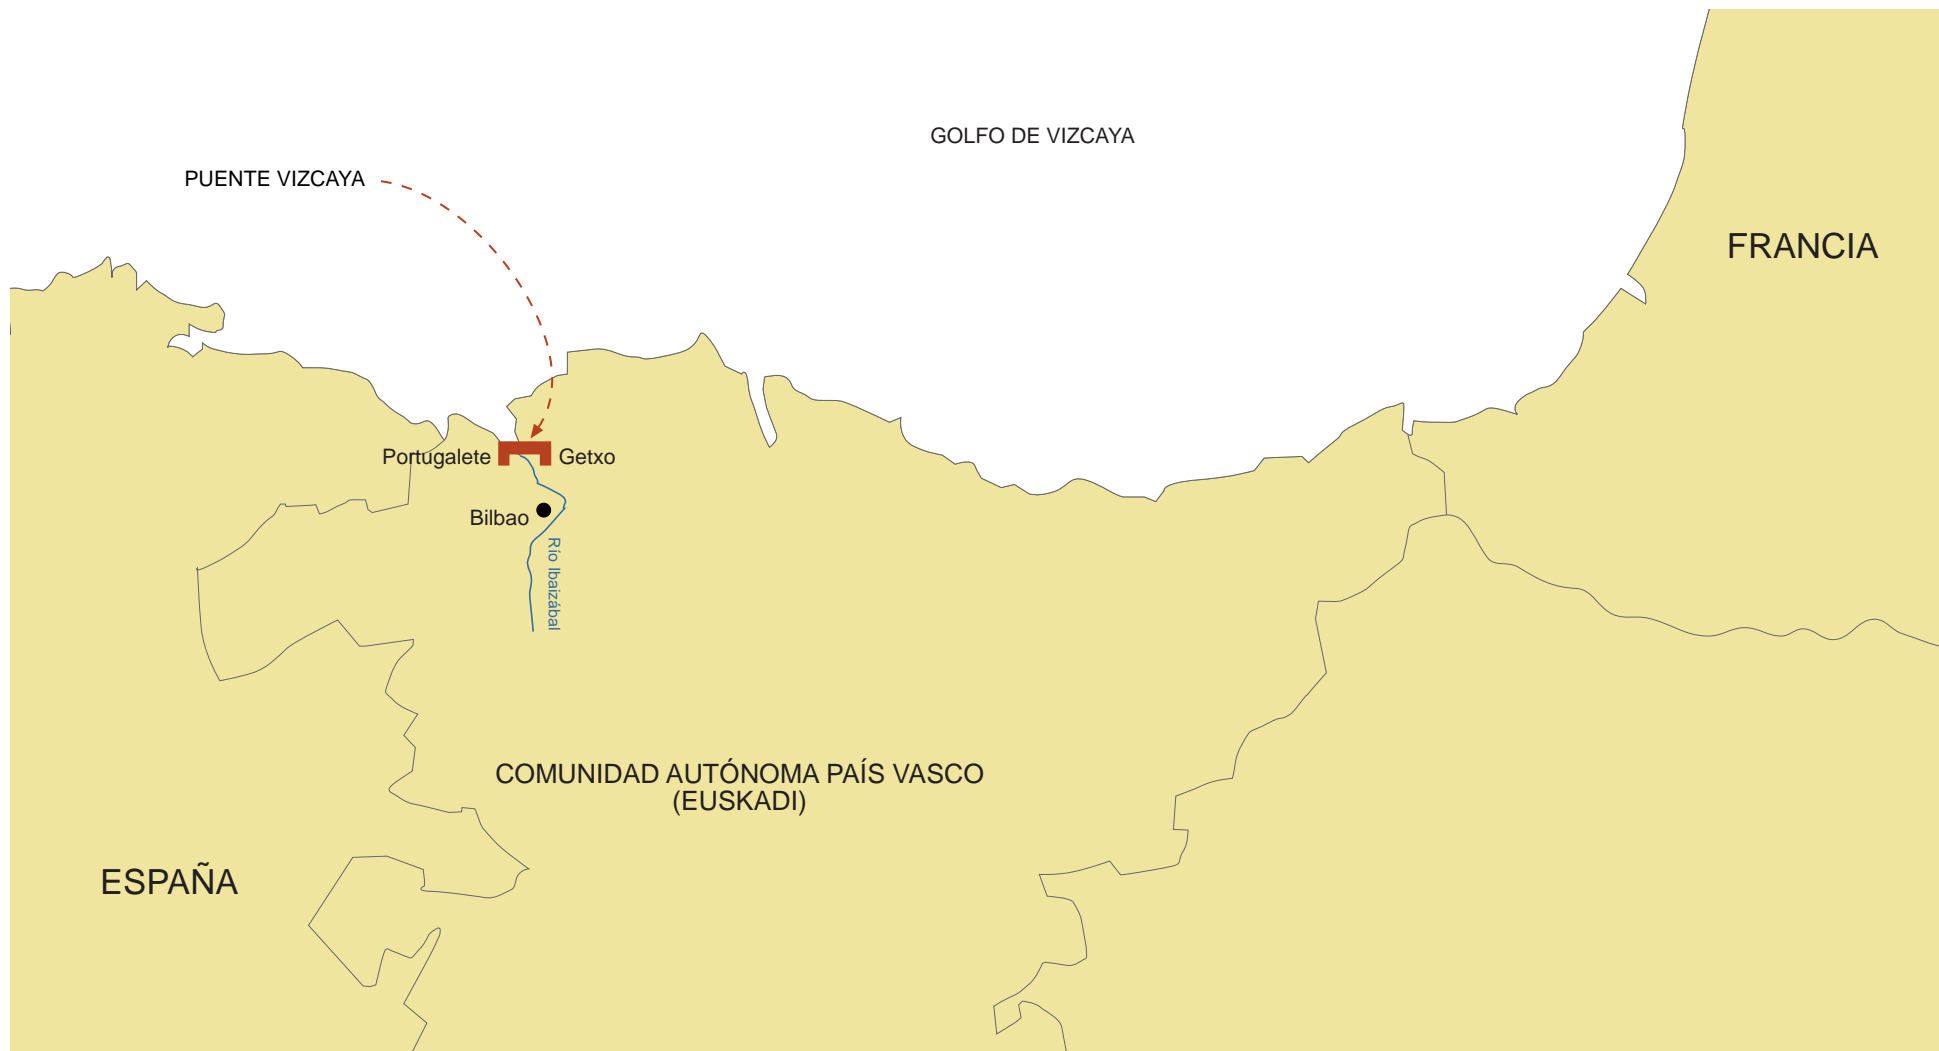 GOLFO DE VIZCAYA
PUENTE VIZCAYA
FRANCIA
Portugalete
Getxo
Bilbao
Río Ibaizábal
COMUNIDAD AUTÓNOMA PAÍS VASCO
(EUSKADI)
ESPAÑA